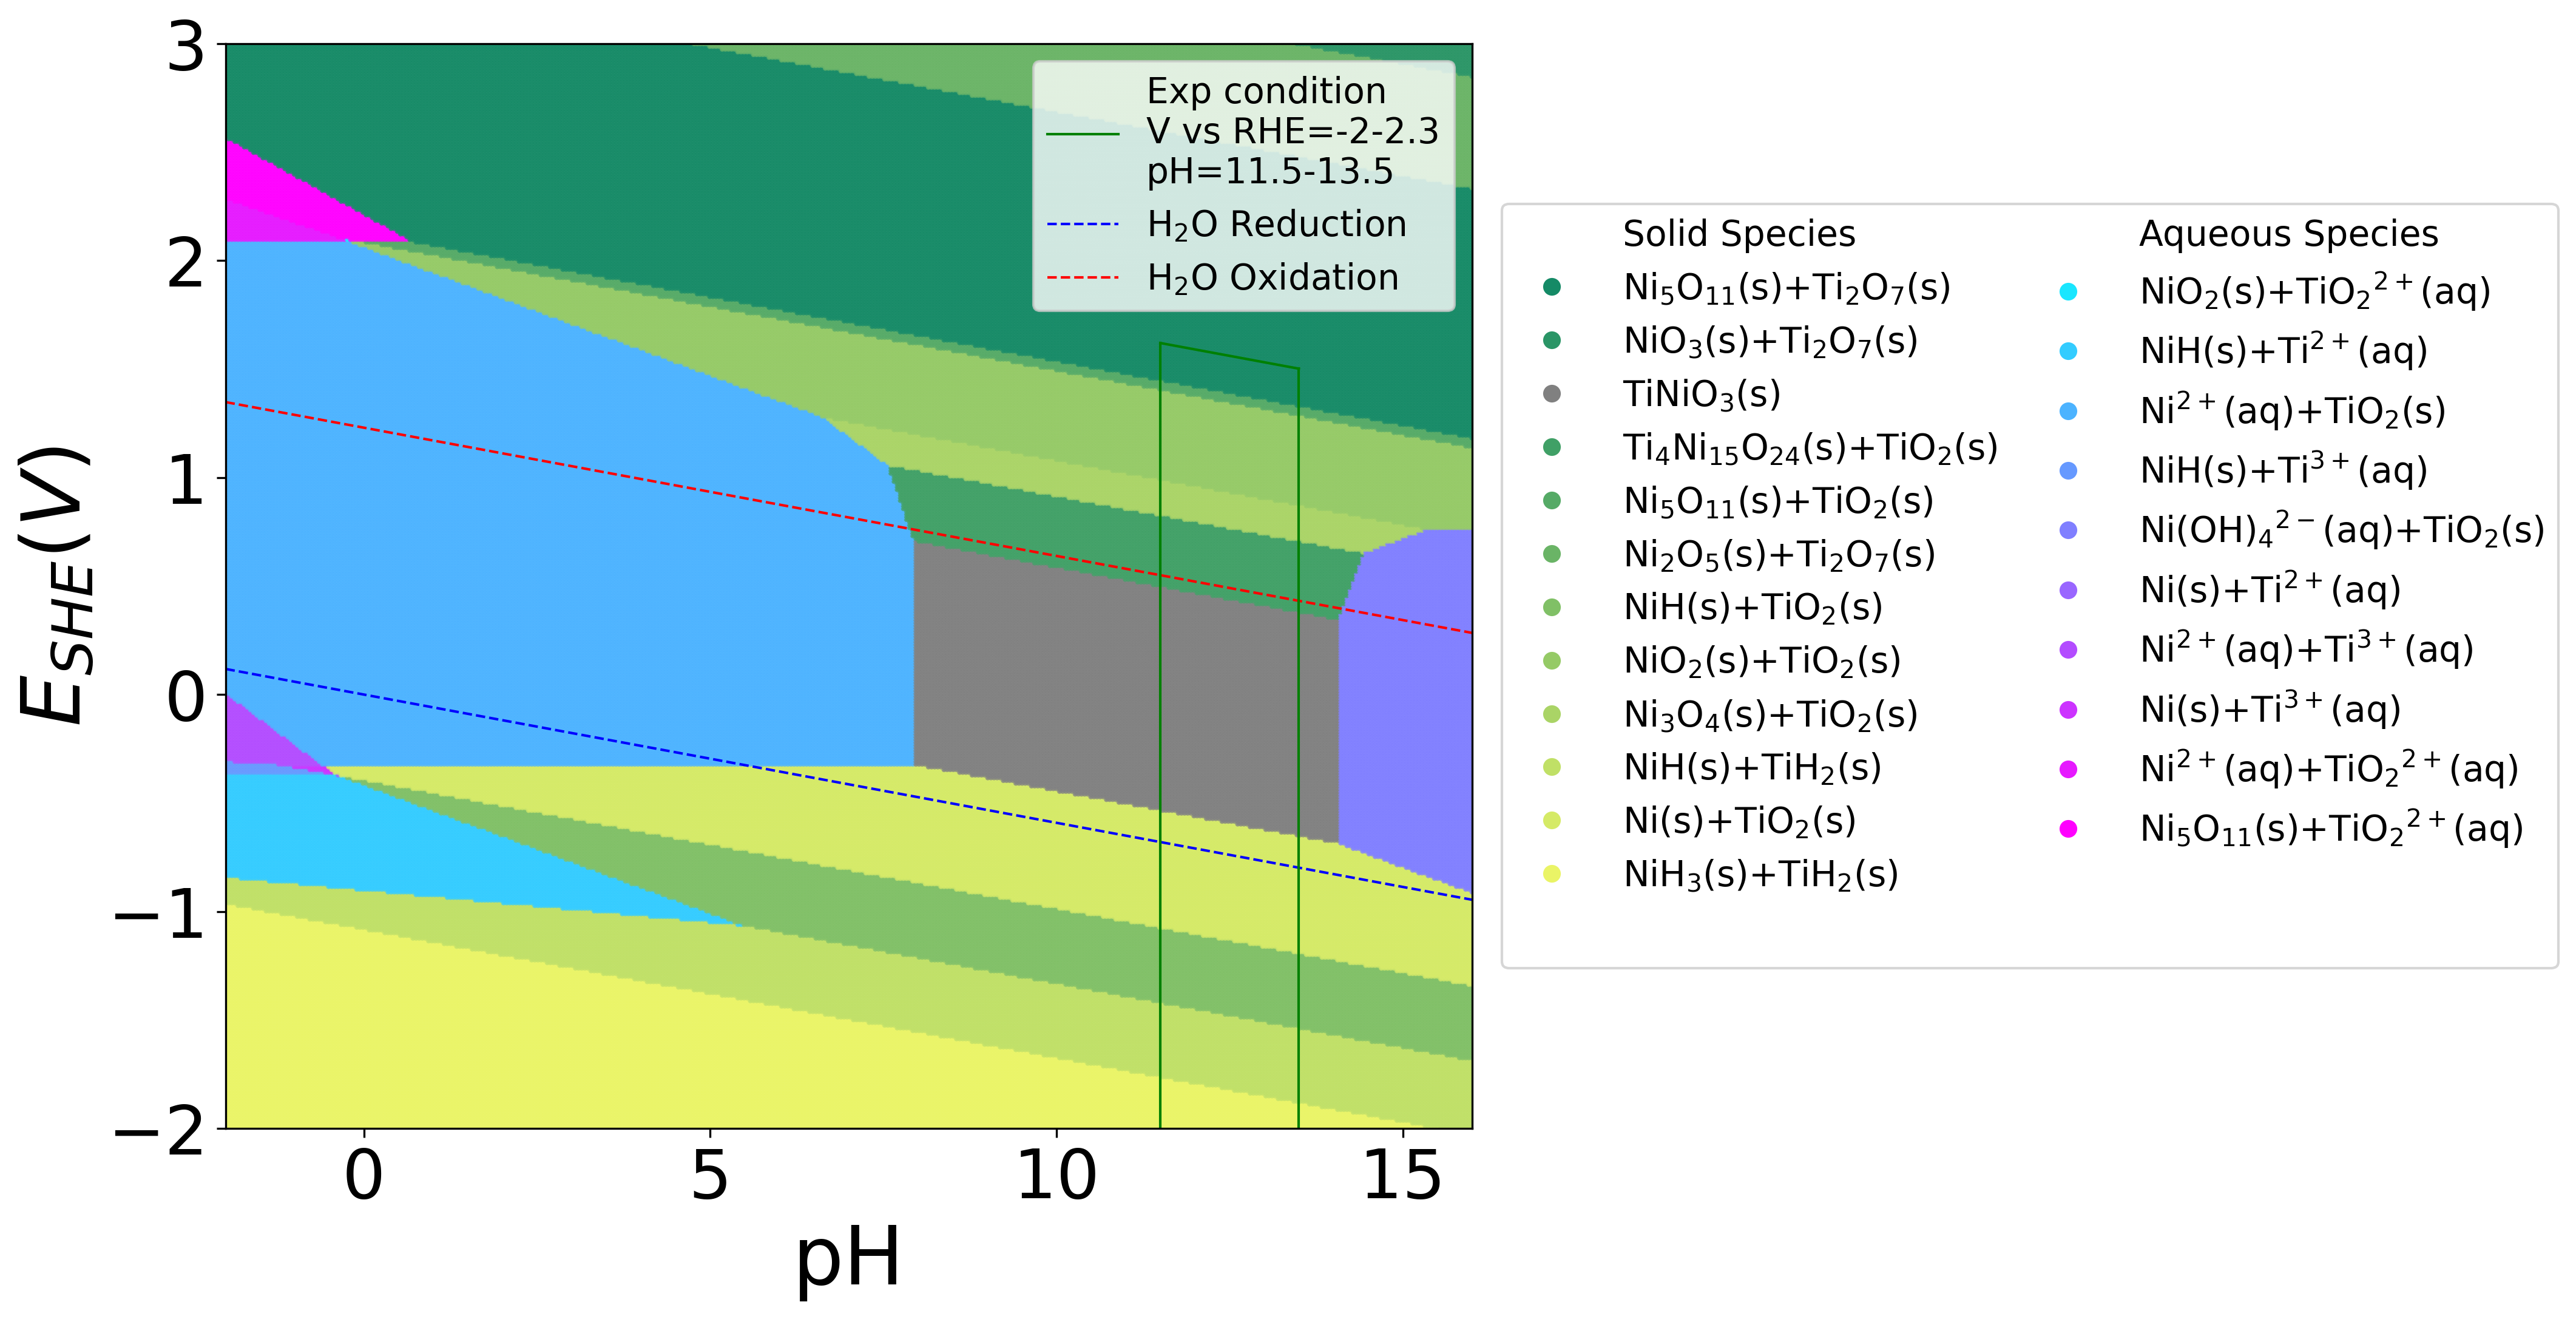 3
2
1
0
−1
−2
E_SHE(V)
0
5
10
15
pH
Exp condition
V vs RHE=-2-2.3
pH=11.5-13.5
H₂O Reduction
H₂O Oxidation
Solid Species
Ni₅O₁₁(s)+Ti₂O₇(s)
NiO₃(s)+Ti₂O₇(s)
TiNiO₃(s)
Ti₄Ni₁₅O₂₄(s)+TiO₂(s)
Ni₅O₁₁(s)+TiO₂(s)
Ni₂O₅(s)+Ti₂O₇(s)
NiH(s)+TiO₂(s)
NiO₂(s)+TiO₂(s)
Ni₃O₄(s)+TiO₂(s)
NiH(s)+TiH₂(s)
Ni(s)+TiO₂(s)
NiH₃(s)+TiH₂(s)
Aqueous Species
NiO₂(s)+TiO₂²⁺(aq)
NiH(s)+Ti²⁺(aq)
Ni²⁺(aq)+TiO₂(s)
NiH(s)+Ti³⁺(aq)
Ni(OH)₄²⁻(aq)+TiO₂(s)
Ni(s)+Ti²⁺(aq)
Ni²⁺(aq)+Ti³⁺(aq)
Ni(s)+Ti³⁺(aq)
Ni²⁺(aq)+TiO₂²⁺(aq)
Ni₅O₁₁(s)+TiO₂²⁺(aq)